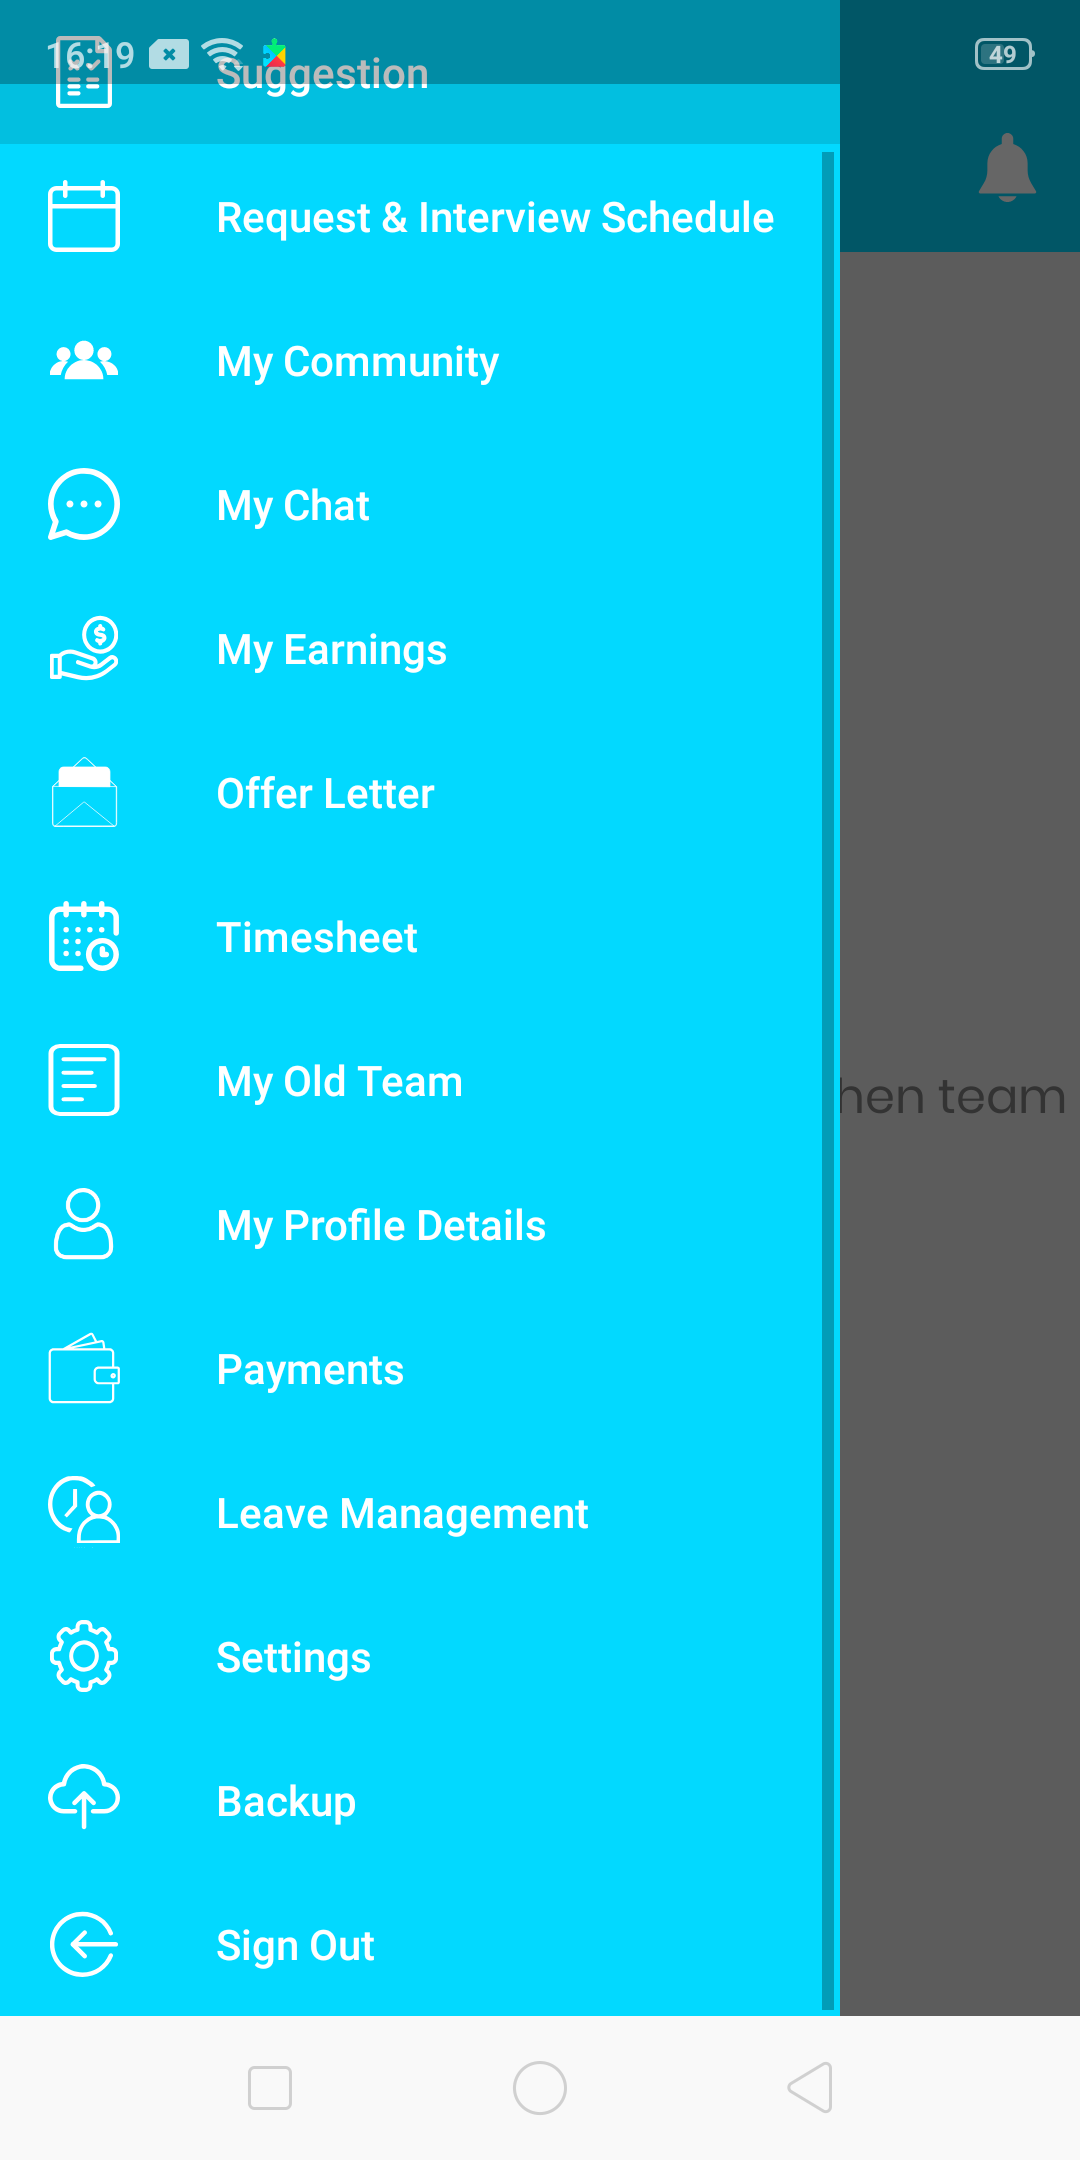 16:19
49
Suggestion
Request & Interview Schedule
My Community
My Chat
My Earnings
Offer Letter
Timesheet
My Old Team
hen team
My Profile Details
Payments
Leave Management
Settings
Backup
Sign Out